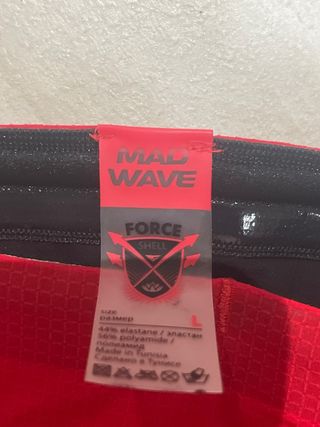 MAD
WAVE
FORCE
SHELL
size
размер L
44% elastane / эластан
56% polyamide /
полиамид
Made in Tunisia
Сделано в Тунисе